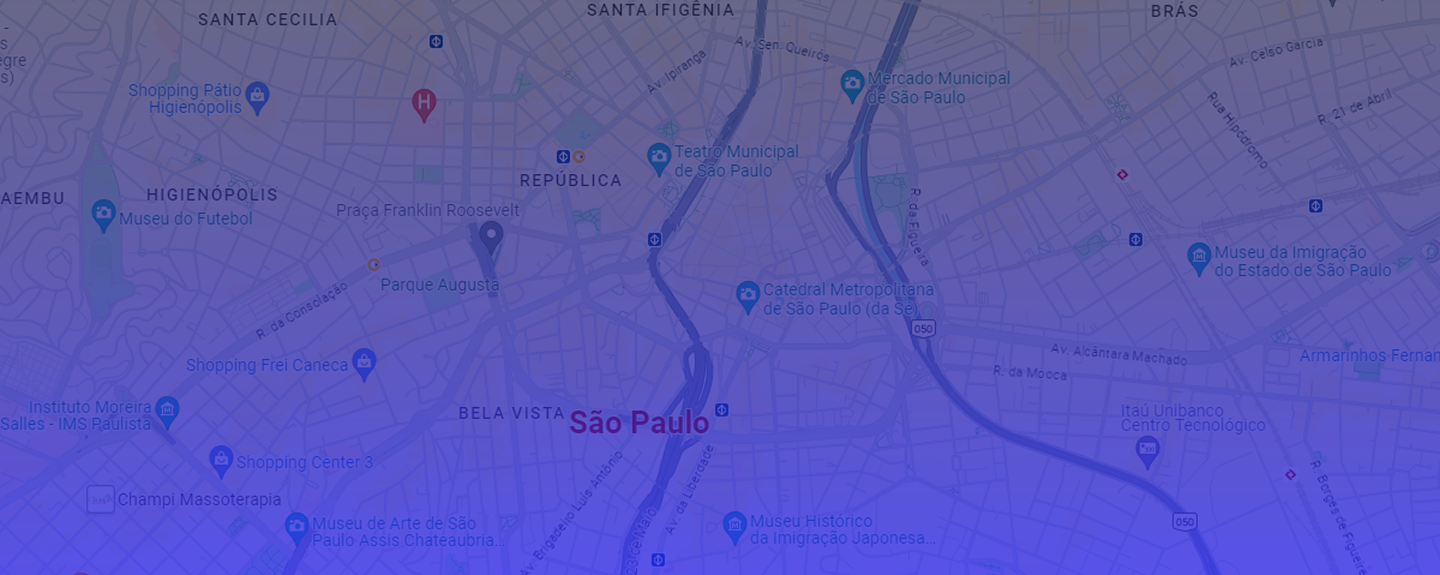 SANTA CECILIA
SANTA IFIGÊNIA
BRÁS
Av. Sen. Queirós
Av. Ipiranga
Av. Celso Garcia
Shopping Pátio
Higienópolis
H
Mercado Municipal
de São Paulo
Rua Hipódromo
R. 21 de Abril
Teatro Municipal
de São Paulo
REPÚBLICA
AEMBU
HIGIENÓPOLIS
Museu do Futebol
Praça Franklin Roosevelt
R. da Figueira
Museu da Imigração
do Estado de São Paulo
Parque Augusta
Catedral Metropolitana
de São Paulo (da Sé)
R. da Consolação
050
Av. Alcântara Machado
Armarinhos Fernan
Shopping Frei Caneca
R. da Mooca
Instituto Moreira
Salles - IMS Paulista
BELA VISTA
São Paulo
Itaú Unibanco
Centro Tecnológico
Shopping Center 3
Champi Massoterapia
Av. Brigadeiro Luís Antônio
Av. da Liberdade
R. Borges de Figueire
Museu de Arte de São
Paulo Assis Chateaubria...
Museu Histórico
da Imigração Japonesa...
050